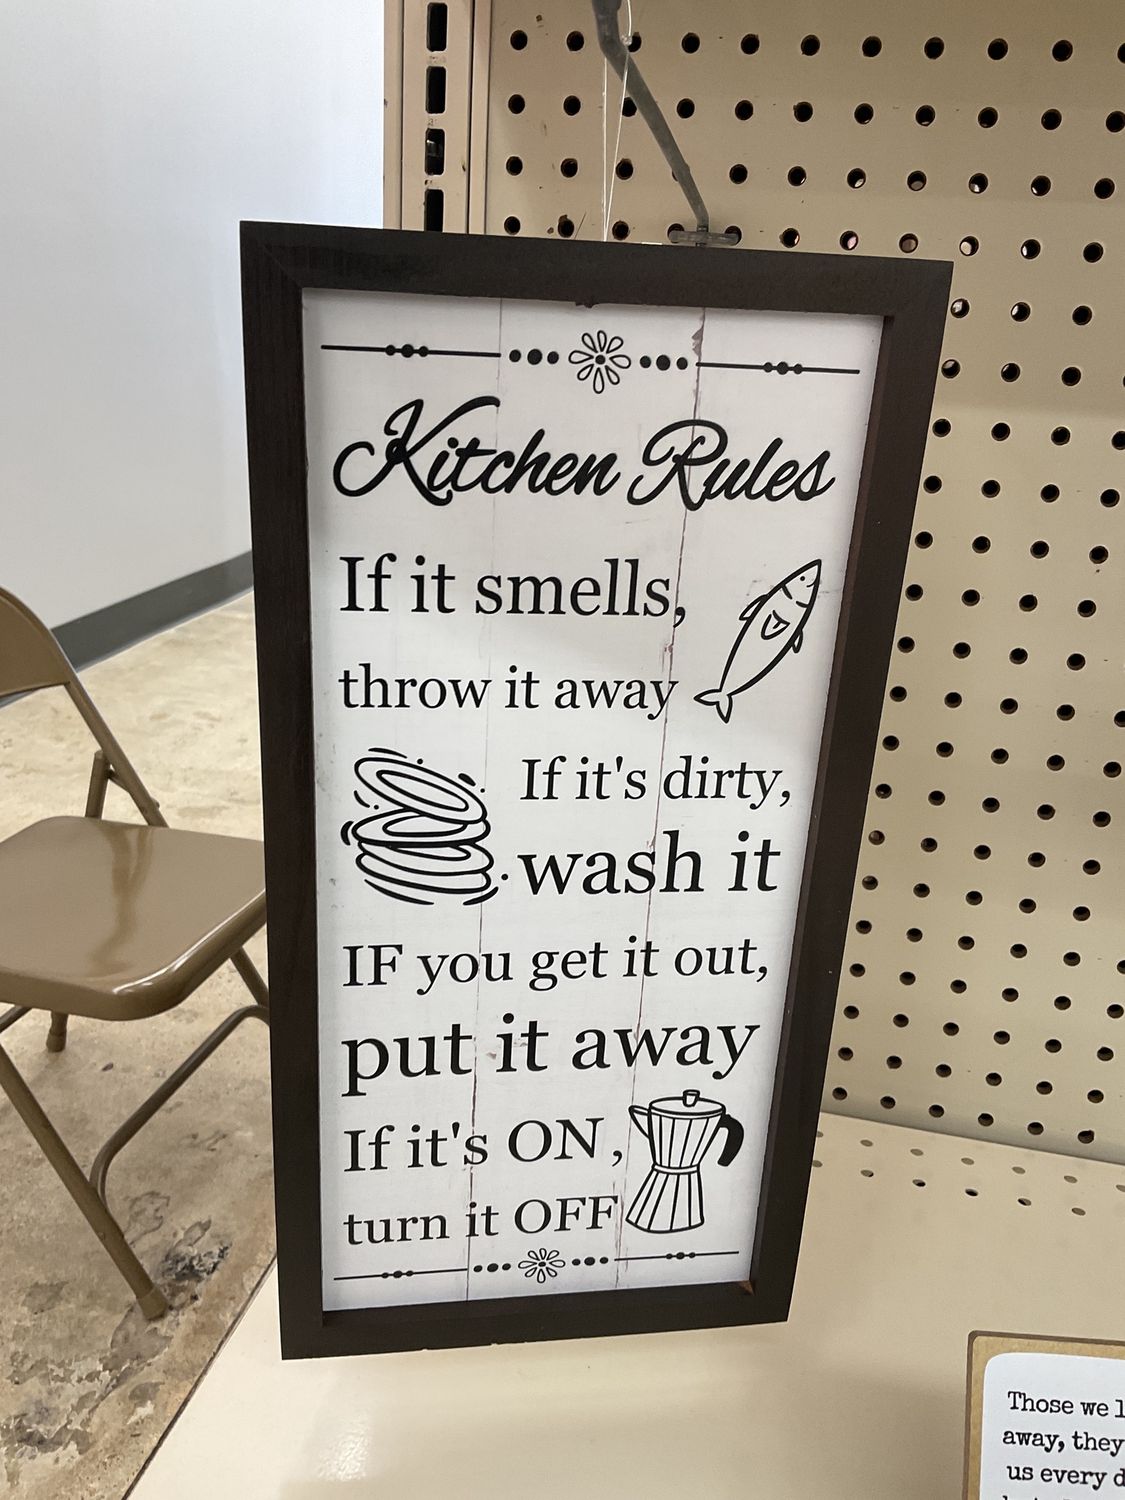 Kitchen Rules
If it smells,
throw it away
If it's dirty,
wash it
IF you get it out,
put it away
If it's ON,
turn it OFF
Those we
away, they
us every